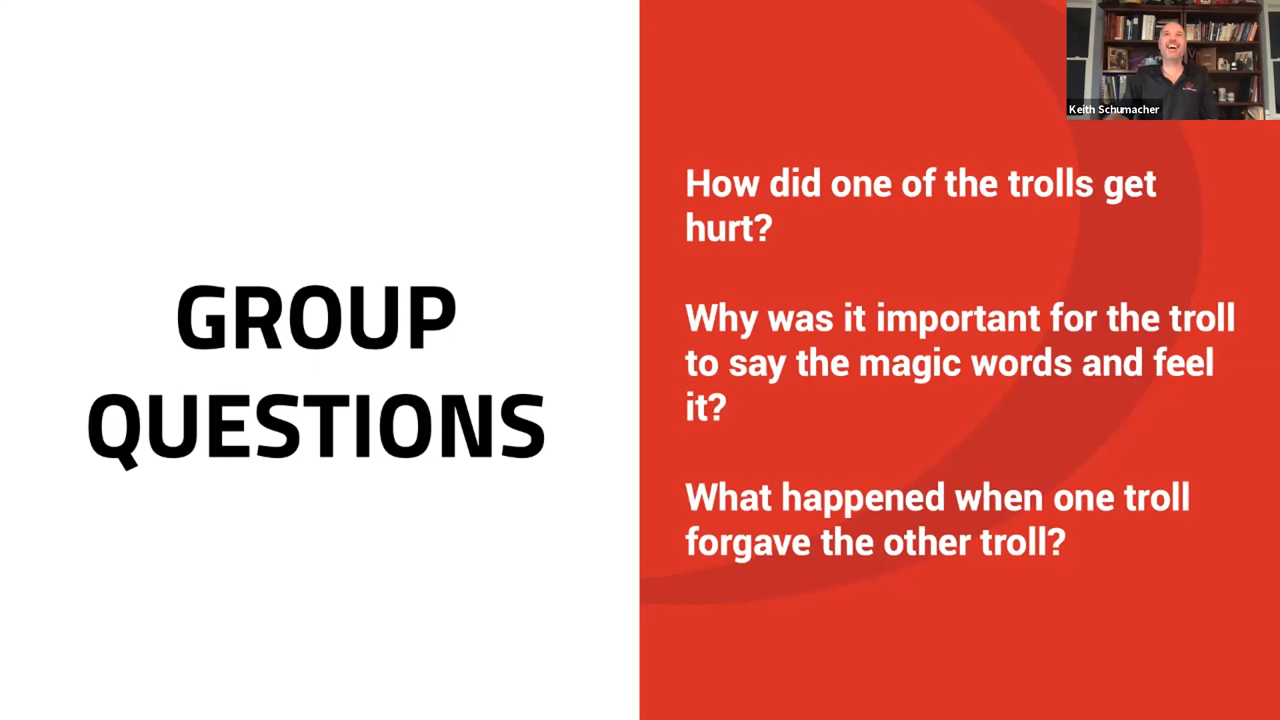 Keith Schumacher
GROUP
QUESTIONS
How did one of the trolls get
hurt?
Why was it important for the troll
to say the magic words and feel
it?
What happened when one troll
forgave the other troll?